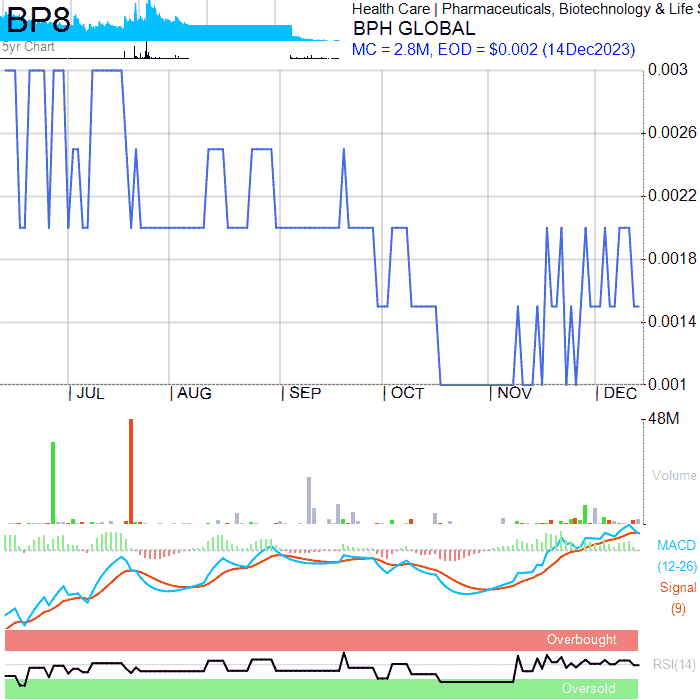 BP8
5yr Chart
Health Care | Pharmaceuticals, Biotechnology & Life S
BPH GLOBAL
MC = 2.8M, EOD = $0.002 (14Dec2023)
0.003
0.0026
0.0022
0.0018
0.0014
0.001
JUL AUG SEP OCT NOV DEC
48M
Volume
MACD
(12-26)
Signal
(9)
Overbought
RSI(14)
Oversold